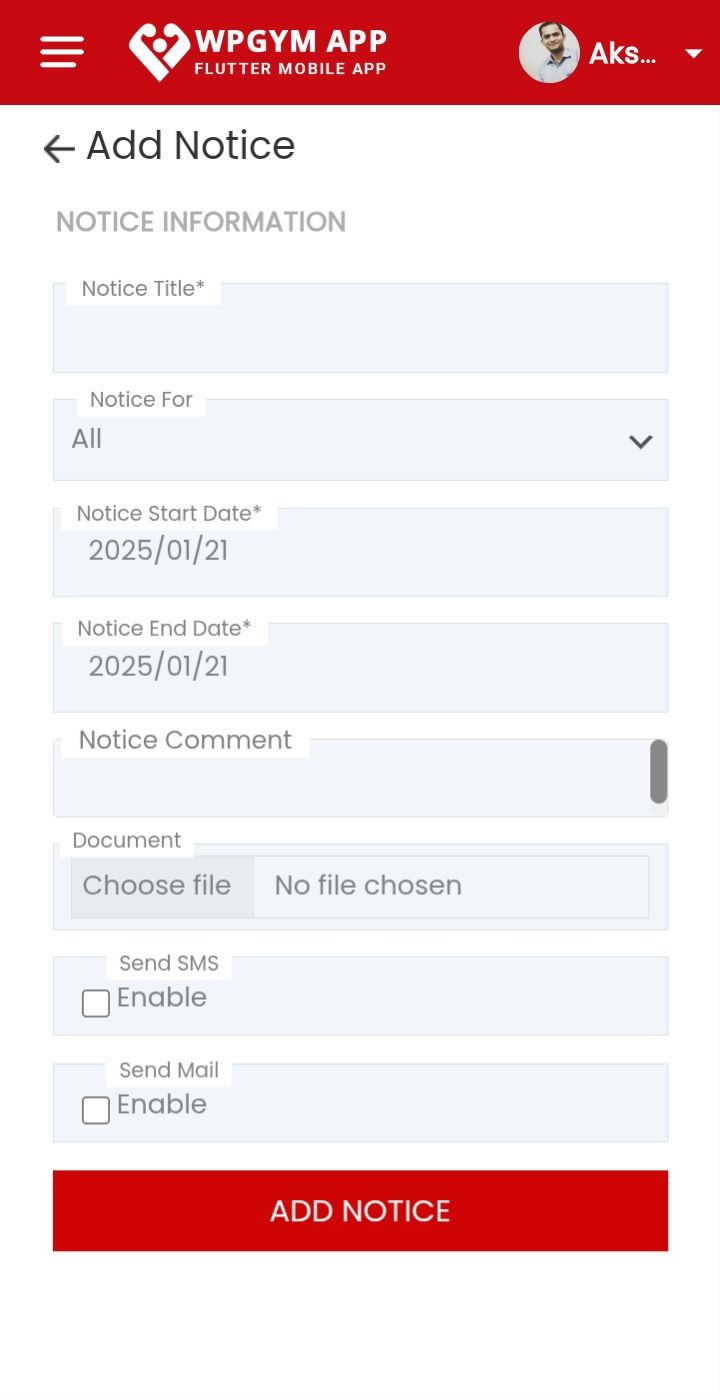 WPGYM APP
FLUTTER MOBILE APP
Aks...
Add Notice
NOTICE INFORMATION
Notice Title*
Notice For
All
Notice Start Date*
2025/01/21
Notice End Date*
2025/01/21
Notice Comment
Document
Choose file No file chosen
Send SMS
Enable
Send Mail
Enable
ADD NOTICE